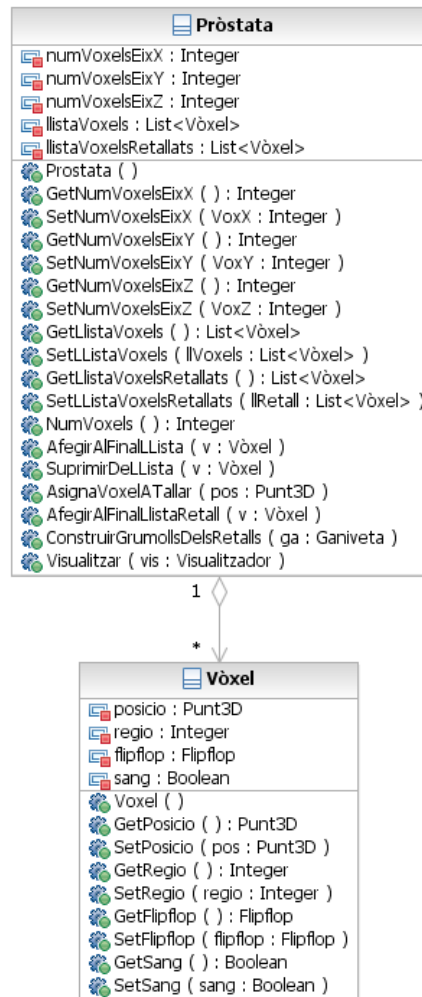 Pròstata
numVoxelsEixX : Integer
numVoxelsEixY : Integer
numVoxelsEixZ : Integer
llistaVoxels : List<Vòxel>
llistaVoxelsRetallats : List<Vòxel>
Prostata ( )
GetNumVoxelsEixX ( ) : Integer
SetNumVoxelsEixX ( VoxX : Integer )
GetNumVoxelsEixY ( ) : Integer
SetNumVoxelsEixY ( VoxY : Integer )
GetNumVoxelsEixZ ( ) : Integer
SetNumVoxelsEixZ ( VoxZ : Integer )
GetLlistaVoxels ( ) : List<Vòxel>
SetLListaVoxels ( llVoxels : List<Vòxel> )
GetLlistaVoxelsRetallats ( ) : List<Vòxel>
SetLListaVoxelsRetallats ( llRetall : List<Vòxel> )
NumVoxels ( ) : Integer
AfegirAlFinalLLista ( v : Vòxel )
SuprimirDeLLista ( v : Vòxel )
AsignaVoxelATallar ( pos : Punt3D )
AfegirAlFinalLlistaRetall ( v : Vòxel )
ConstruirGrumollsDelsRetalls ( ga : Ganiveta )
Visualitzar ( vis : Visualitzador )
1
*
Vòxel
posicio : Punt3D
regio : Integer
flipflop : Flipflop
sang : Boolean
Voxel ( )
GetPosicio ( ) : Punt3D
SetPosicio ( pos : Punt3D )
GetRegio ( ) : Integer
SetRegio ( regio : Integer )
GetFlipflop ( ) : Flipflop
SetFlipflop ( flipflop : Flipflop )
GetSang ( ) : Boolean
SetSang ( sang : Boolean )